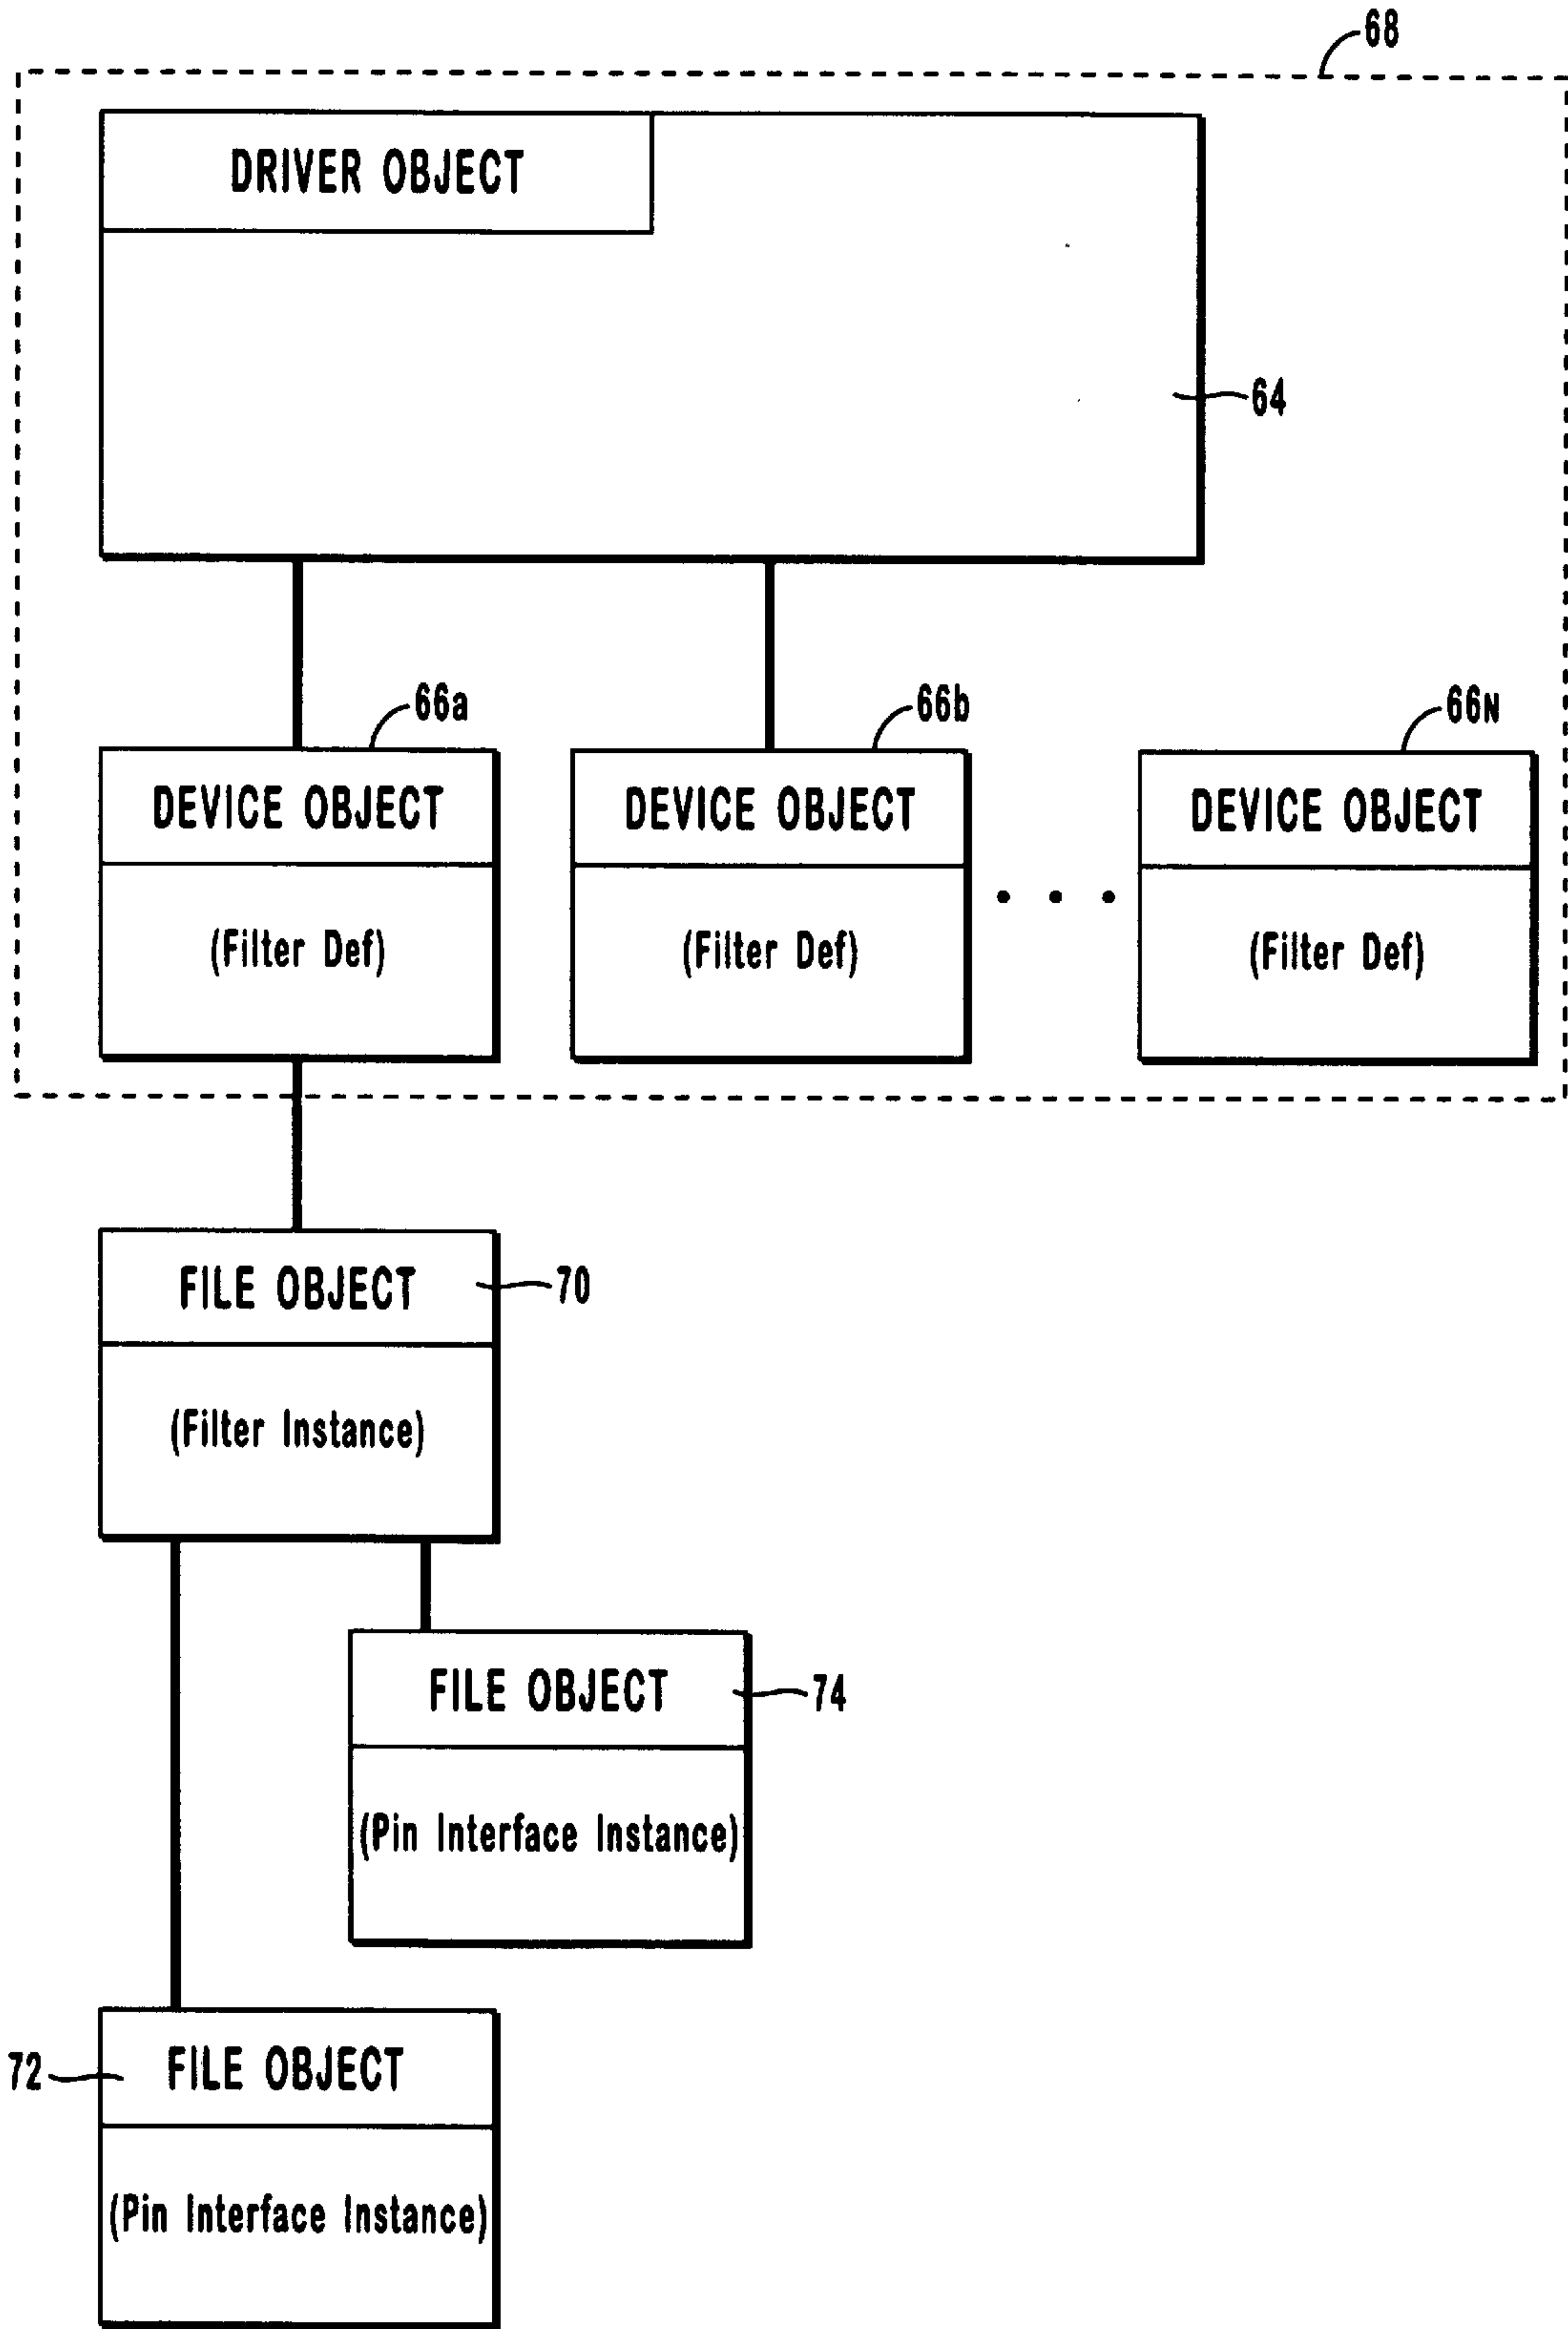 68
DRIVER OBJECT
64
66a
66b
66N
DEVICE OBJECT
DEVICE OBJECT
DEVICE OBJECT
(Filter Def)
(Filter Def)
(Filter Def)
FILE OBJECT
70
(Filter Instance)
FILE OBJECT
74
(Pin Interface Instance)
72
FILE OBJECT
(Pin Interface Instance)